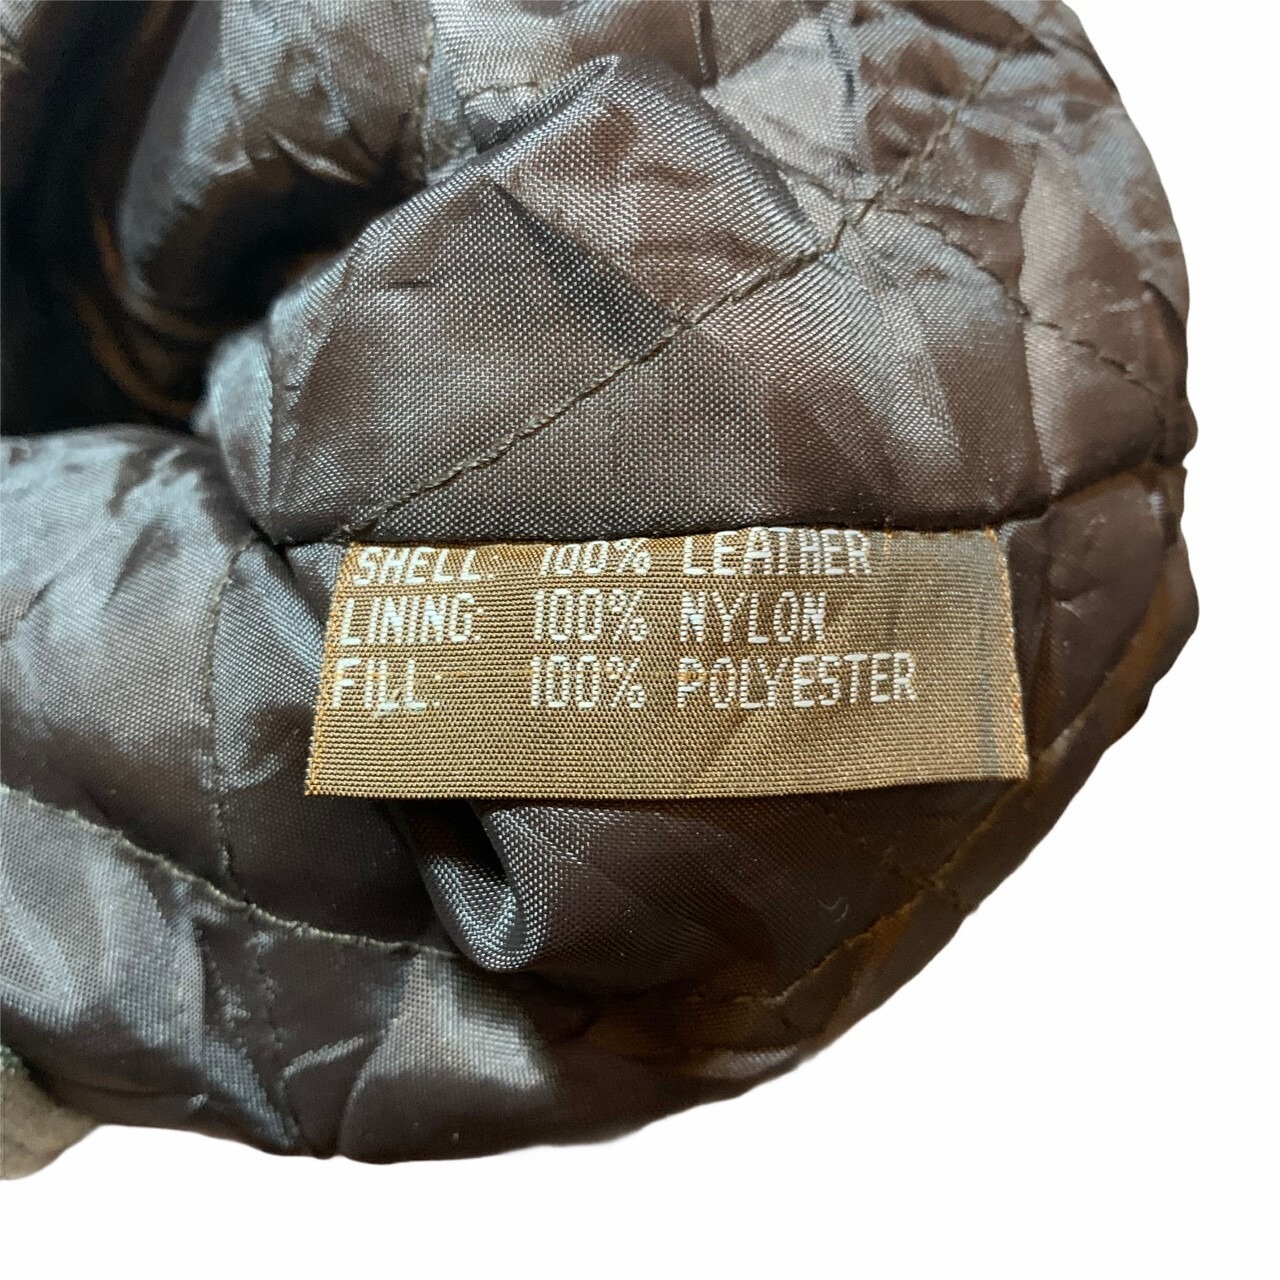 SHELL: 100% LEATHER
LINING: 100% NYLON
FILL: 100% POLYESTER